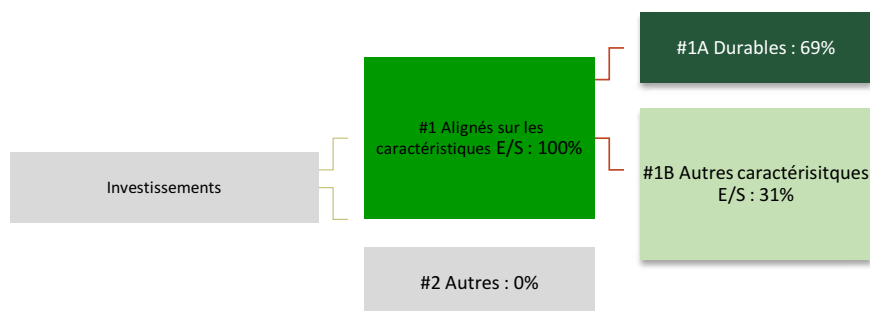 Investissements
#1 Alignés sur les
caractéristiques E/S : 100%
#2 Autres : 0%
#1A Durables : 69%
#1B Autres caractérisitques
E/S : 31%